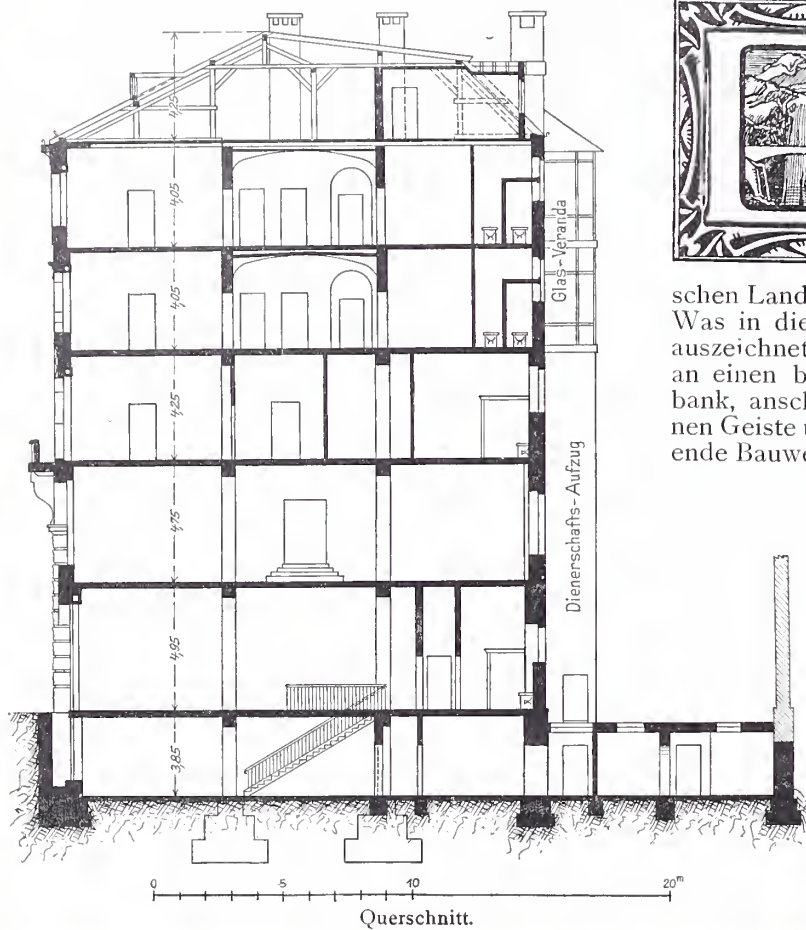 4,25
4,05
4,05
4,25
4,75
4,95
3,85
Glas-Veranda
Dienerschafts-Aufzug
schen Land
Was in die
auszeichnet
an einen b
bank, ansch
nen Geiste u
ende Bauwe
0 5 10 20m
Querschnitt.